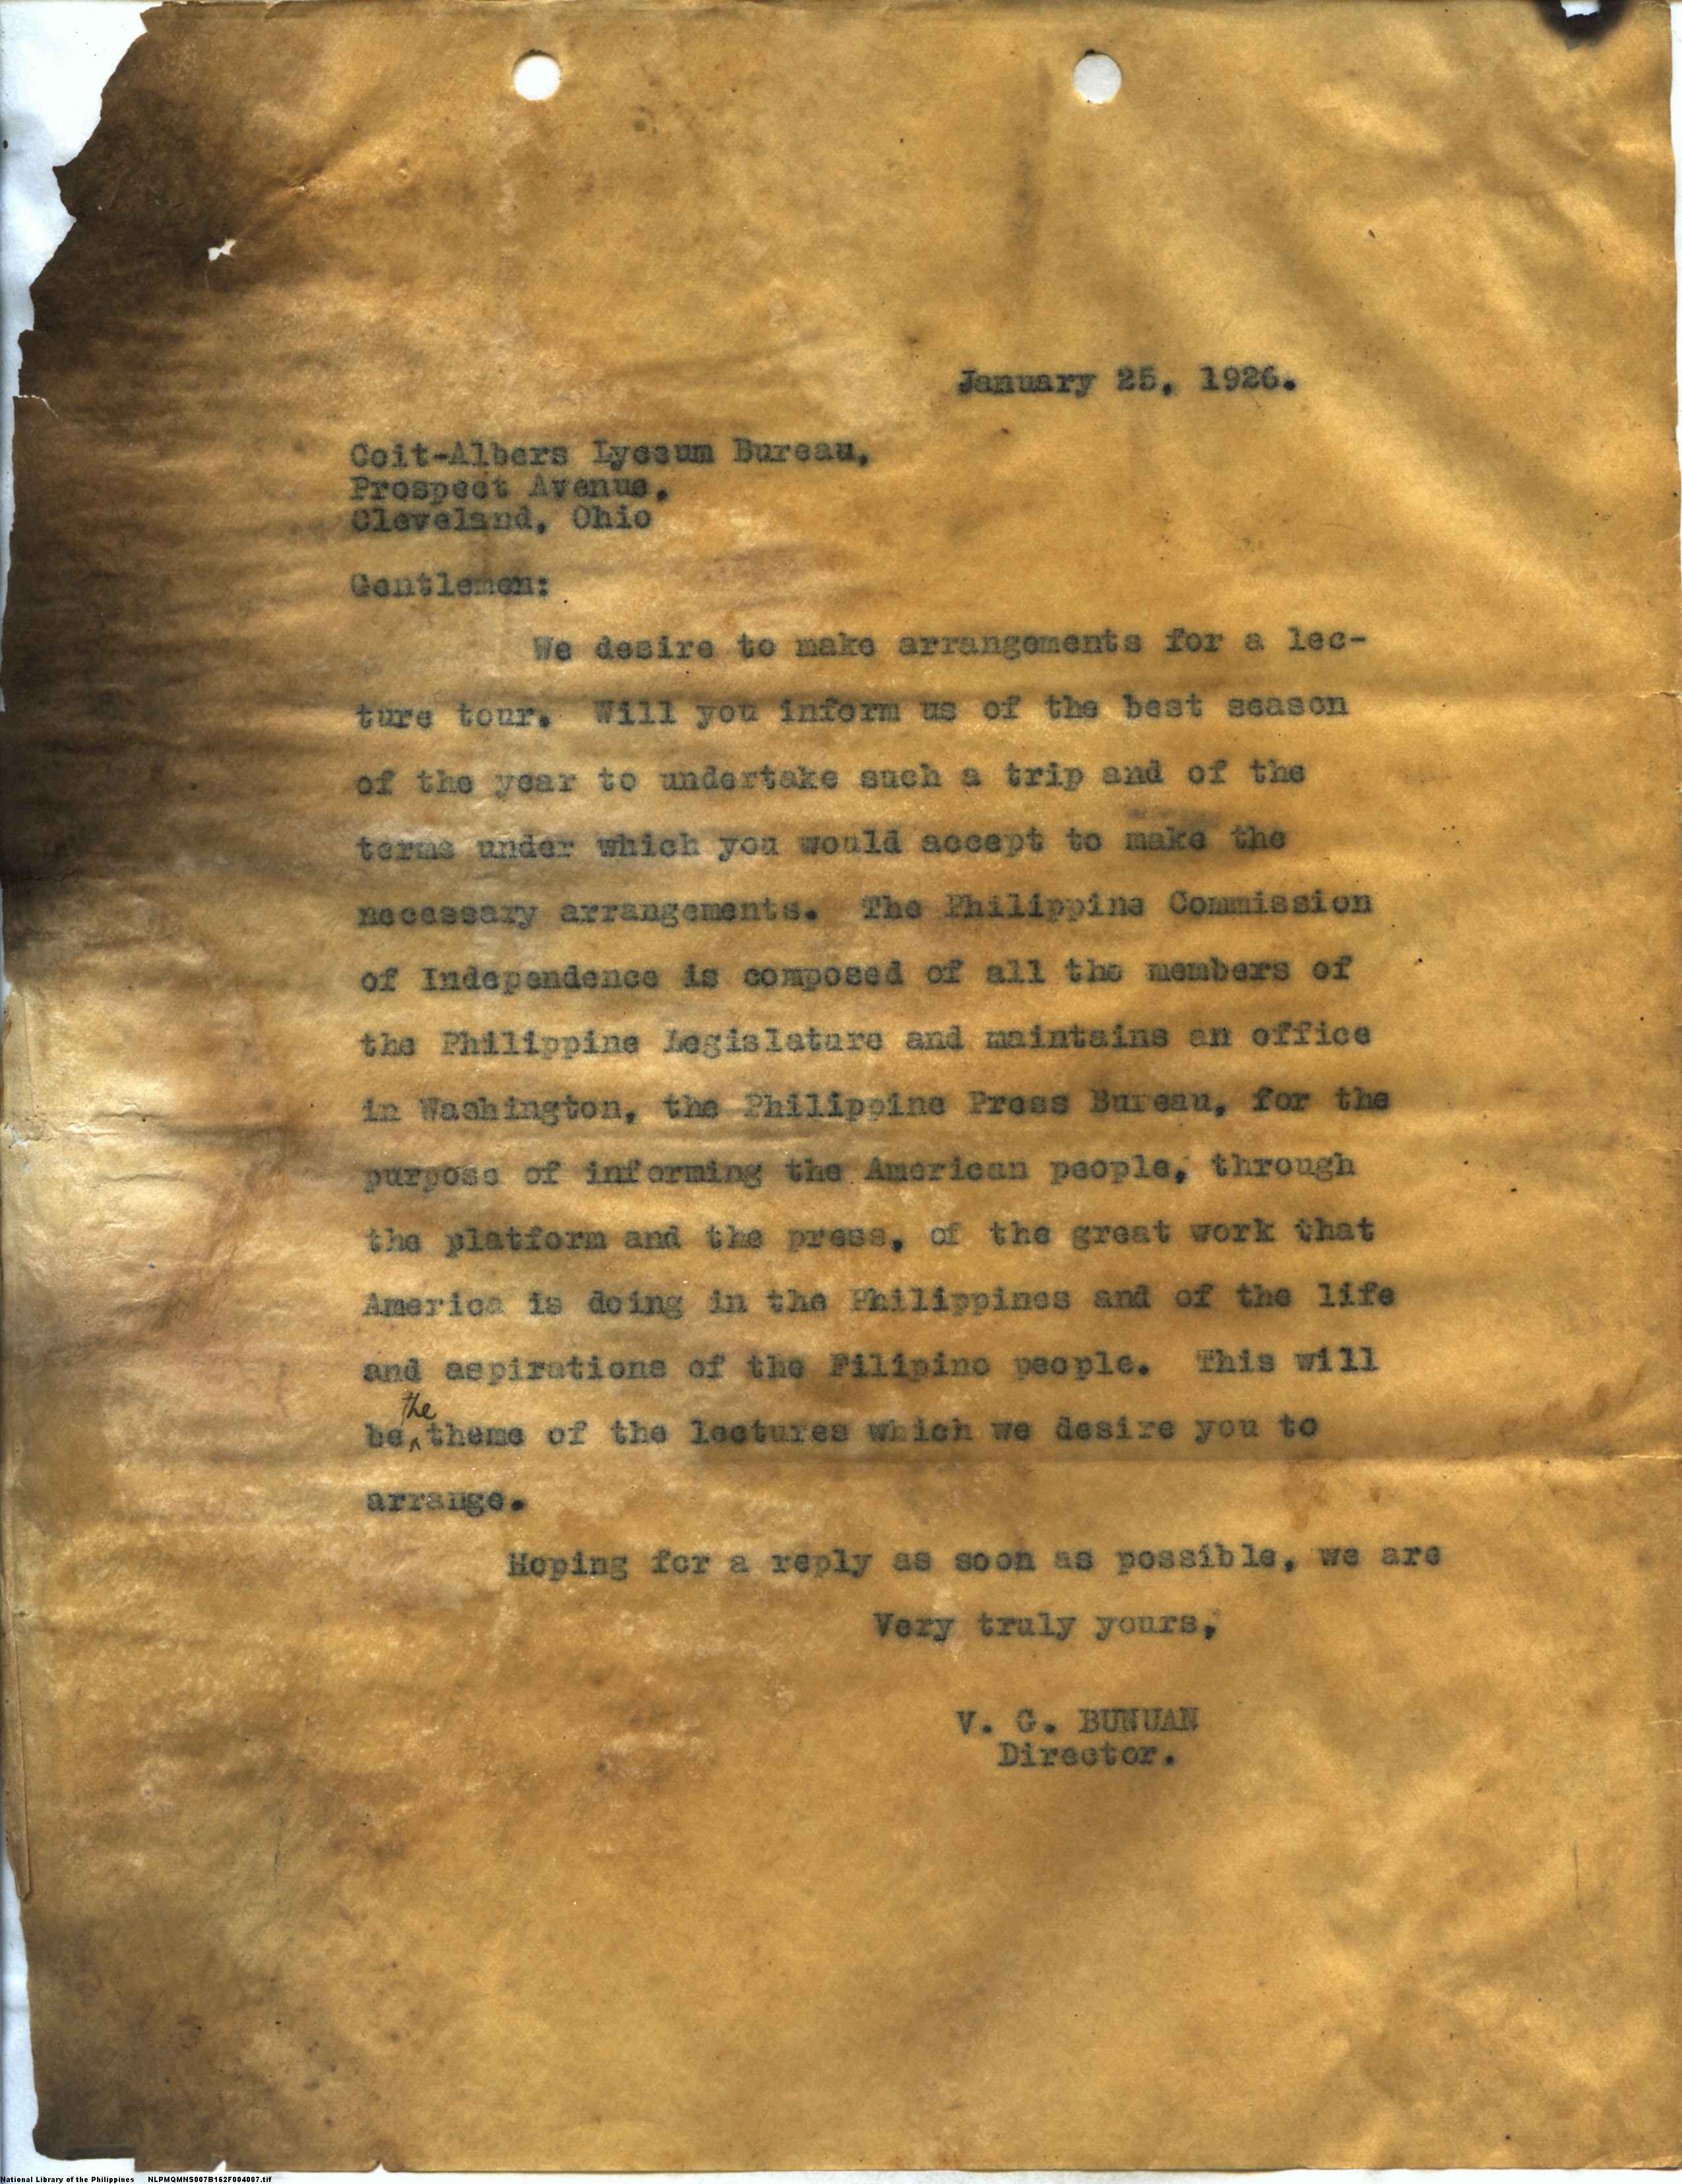 January 25, 1926.
Coit-Albers Lyceum Bureau,
Prospect Avenue,
Cleveland, Ohio
Gentlemen:
We desire to make arrangements for a lec-
ture tour. Will you inform us of the best season
of the year to undertake such a trip and of the
terms under which you would accept to make the
necessary arrangements. The Philippine Commission
of Independence is composed of all the members of
the Philippine Legislature and maintains an office
in Washington, the Philippine Press Bureau, for the
purpose of informing the American people, through
the platform and the press, of the great work that
America is doing in the Philippines and of the life
and aspirations of the Filipino people. This will
be the theme of the lectures which we desire you to
arrange.
Hoping for a reply as soon as possible, we are
Very truly yours,
V. G. BUNUAN
Director.
National Library of the Philippines NLPMQMNS007B162F004007.tif